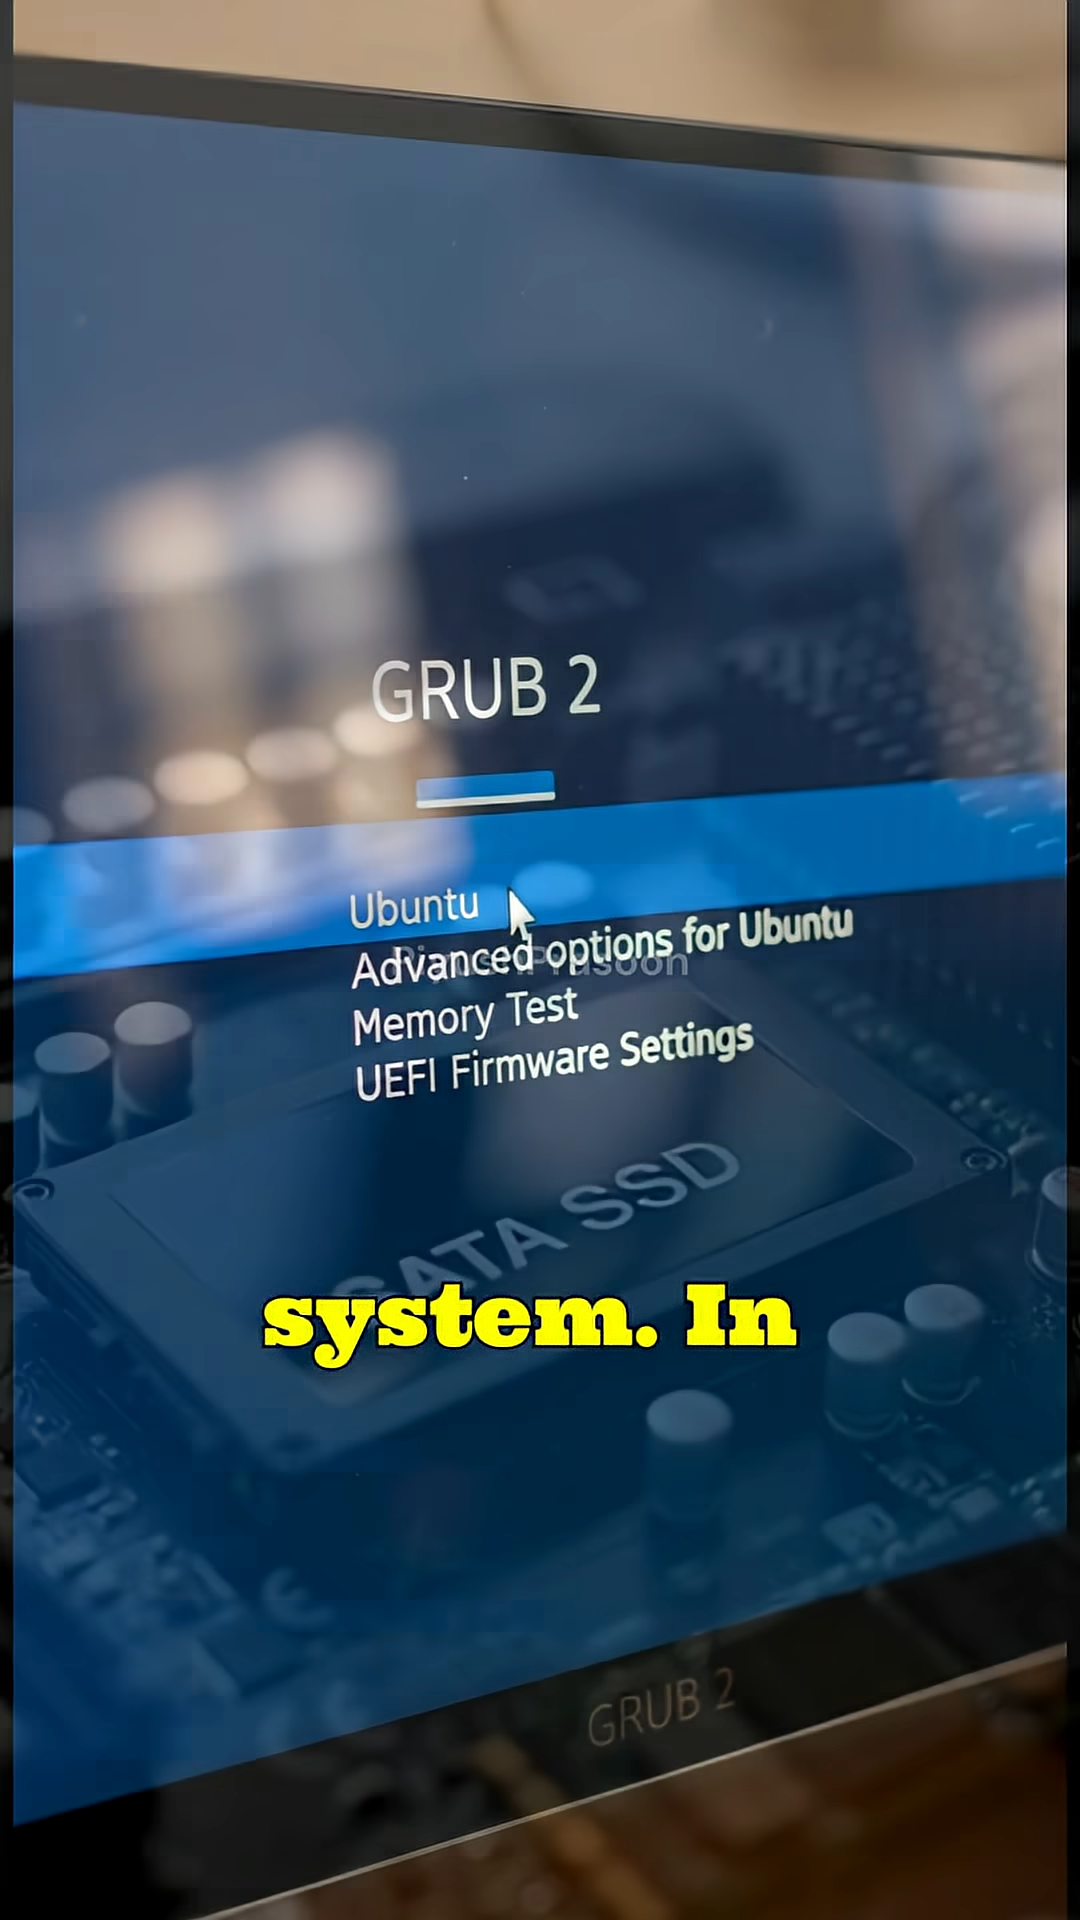 GRUB 2
Ubuntu
Advanced options for Ubuntu
Memory Test
UEFI Firmware Settings
SATA SSD
system. In
GRUB 2